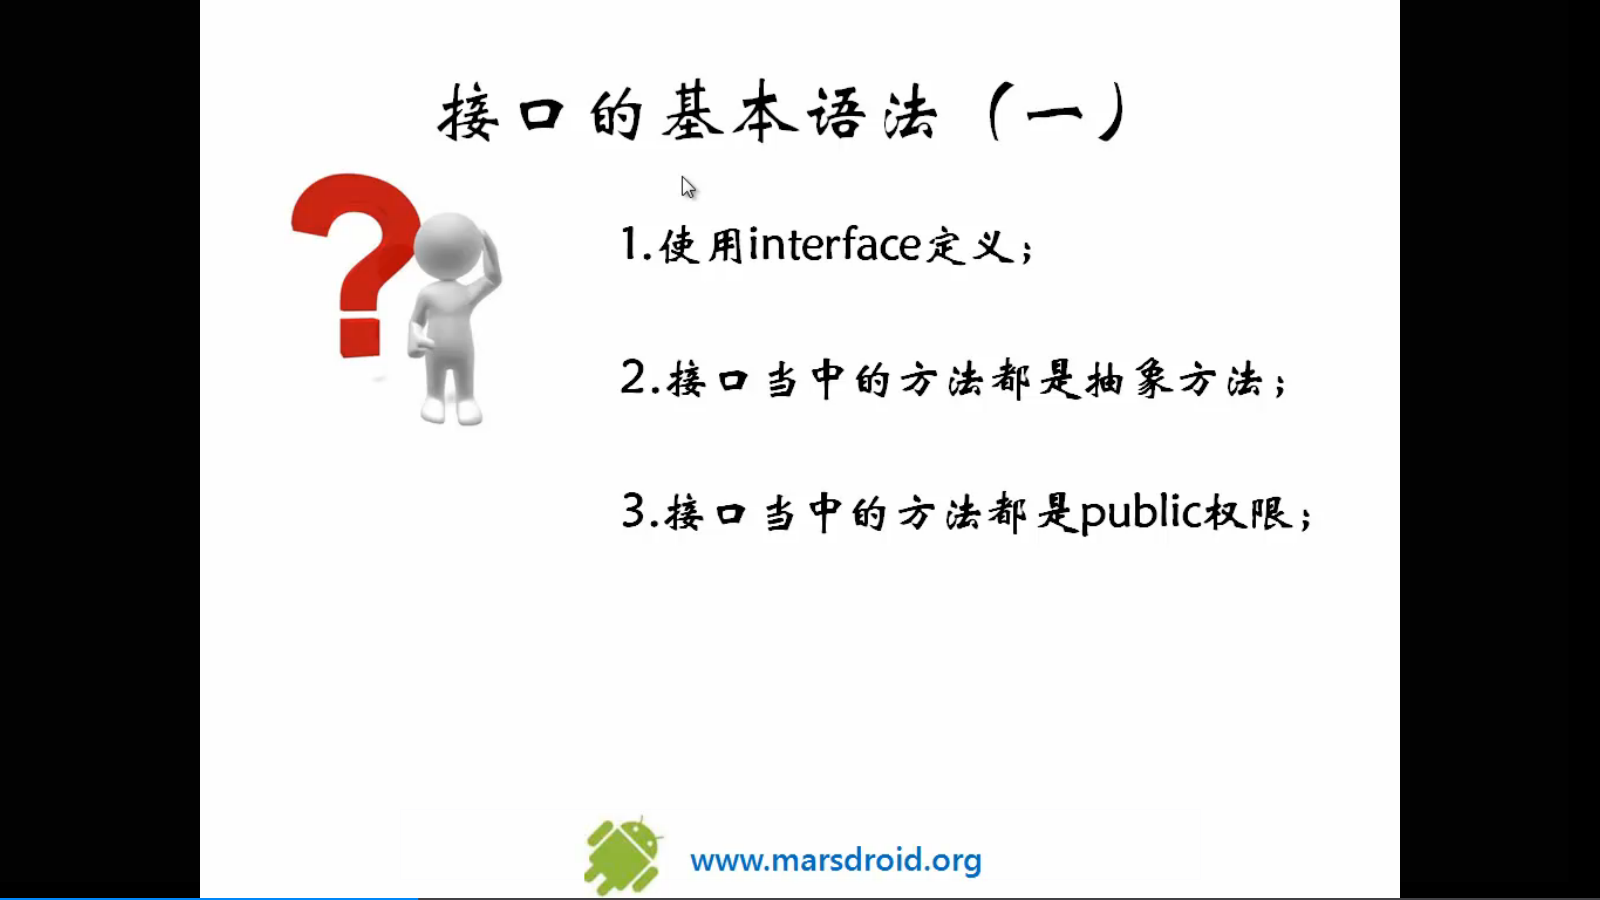 接口的基本语法（一）
1.使用interface定义；
2.接口当中的方法都是抽象方法；
3.接口当中的方法都是public权限；
www.marsdroid.org